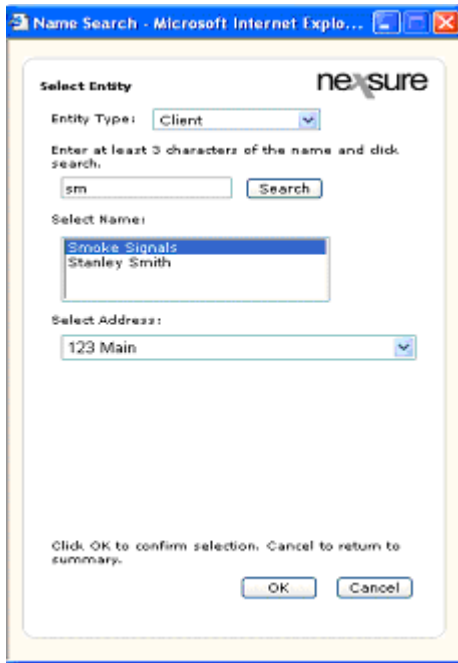 Name Search - Microsoft Internet Explo...
nexsure
Select Entity
Entity Type: Client
Enter at least 3 characters of the name and click
search.
sm Search
Select Name:
Smoke Signals
Stanley Smith
Select Address:
123 Main
Click OK to confirm selection. Cancel to return to
summary.
OK Cancel